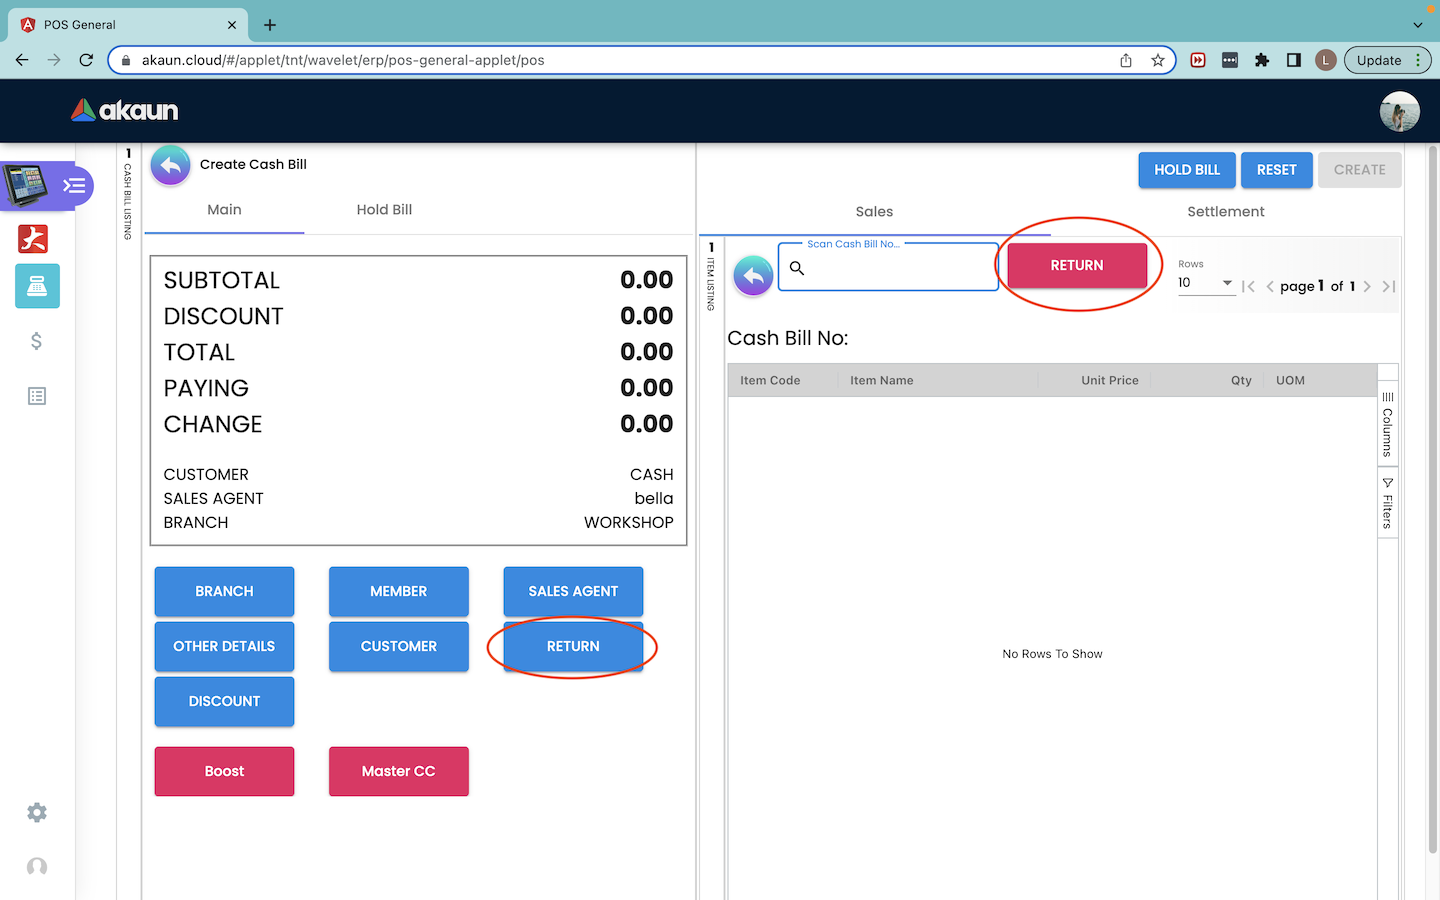 POS General
akaun.cloud/#/applet/tnt/wavelet/erp/pos-general-applet/pos
L
Update
akaun
1 CASH BILL LISTING
Create Cash Bill
Main
Hold Bill
SUBTOTAL 0.00
DISCOUNT 0.00
TOTAL 0.00
PAYING 0.00
CHANGE 0.00
CUSTOMER CASH
SALES AGENT bella
BRANCH WORKSHOP
BRANCH
MEMBER
SALES AGENT
OTHER DETAILS
CUSTOMER
RETURN
DISCOUNT
Boost
Master CC
HOLD BILL
RESET
CREATE
Sales
Settlement
1 ITEM LISTING
Scan Cash Bill No...
RETURN
Rows
10
page 1 of 1
Cash Bill No:
Item Code
Item Name
Unit Price
Qty
UOM
Columns
Filters
No Rows To Show